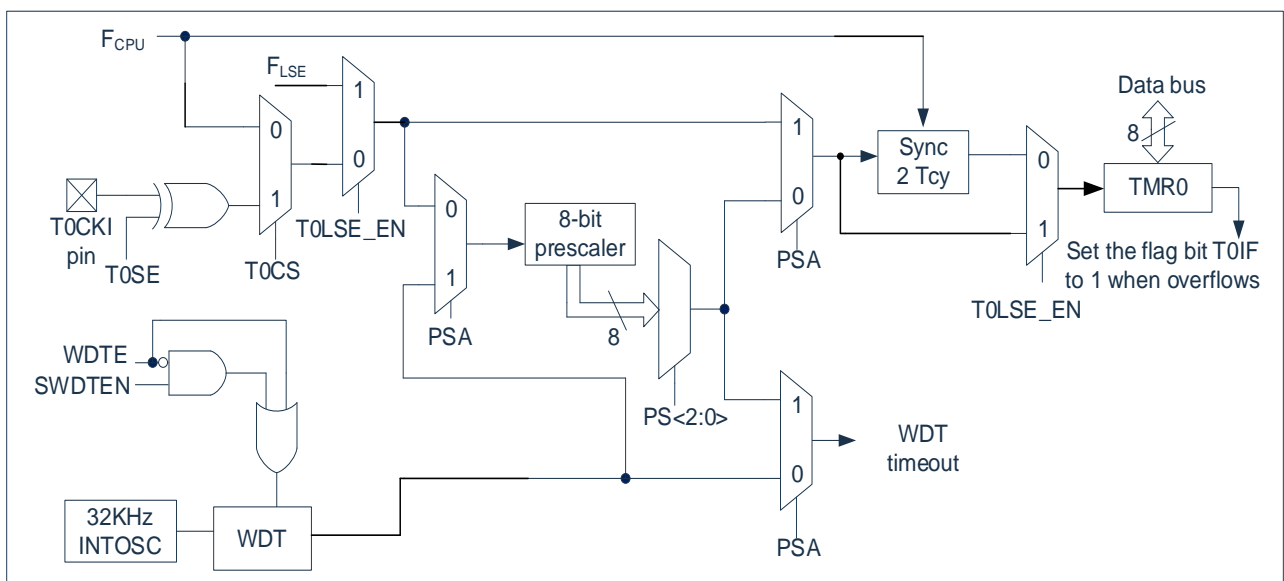 FCPU
FLSE
1
0
T0LSE_EN
0
1
T0CS
T0CKI
pin
T0SE
0
1
PSA
8-bit
prescaler
8
PS<2:0>
1
0
PSA
Sync
2 Tcy
0
1
T0LSE_EN
Data bus
8
TMR0
Set the flag bit T0IF
to 1 when overflows
WDTE
SWDTEN
32KHz
INTOSC
WDT
1
0
PSA
WDT
timeout